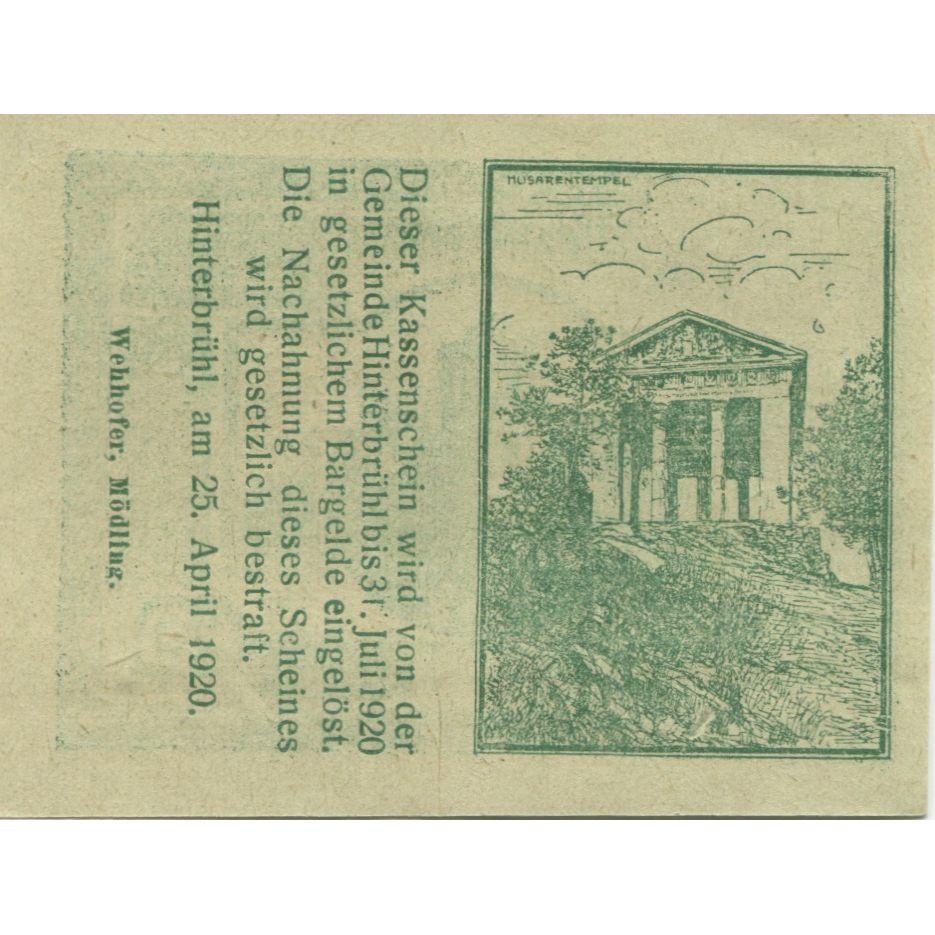 HUSARENTEMPEL
Dieser Kassenschein wird von der
Gemeinde Hinterbrühl bis 31. Juli 1920
in gesetzlichem Bargelde eingelöst.
Die Nachahmung dieses Scheines
wird gesetzlich bestraft.
Hinterbrühl, am 25. April 1920.
Wehhofer, Mödling.